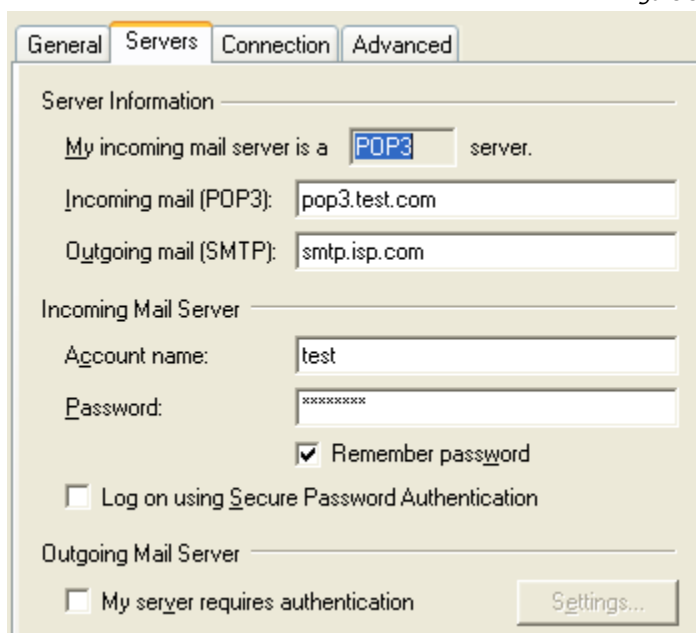 General Servers Connection Advanced
Server Information
My incoming mail server is a POP3 server.
Incoming mail (POP3): pop3.test.com
Outgoing mail (SMTP): smtp.isp.com
Incoming Mail Server
Account name: test
Password: ********
Remember password
Log on using Secure Password Authentication
Outgoing Mail Server
My server requires authentication Settings...